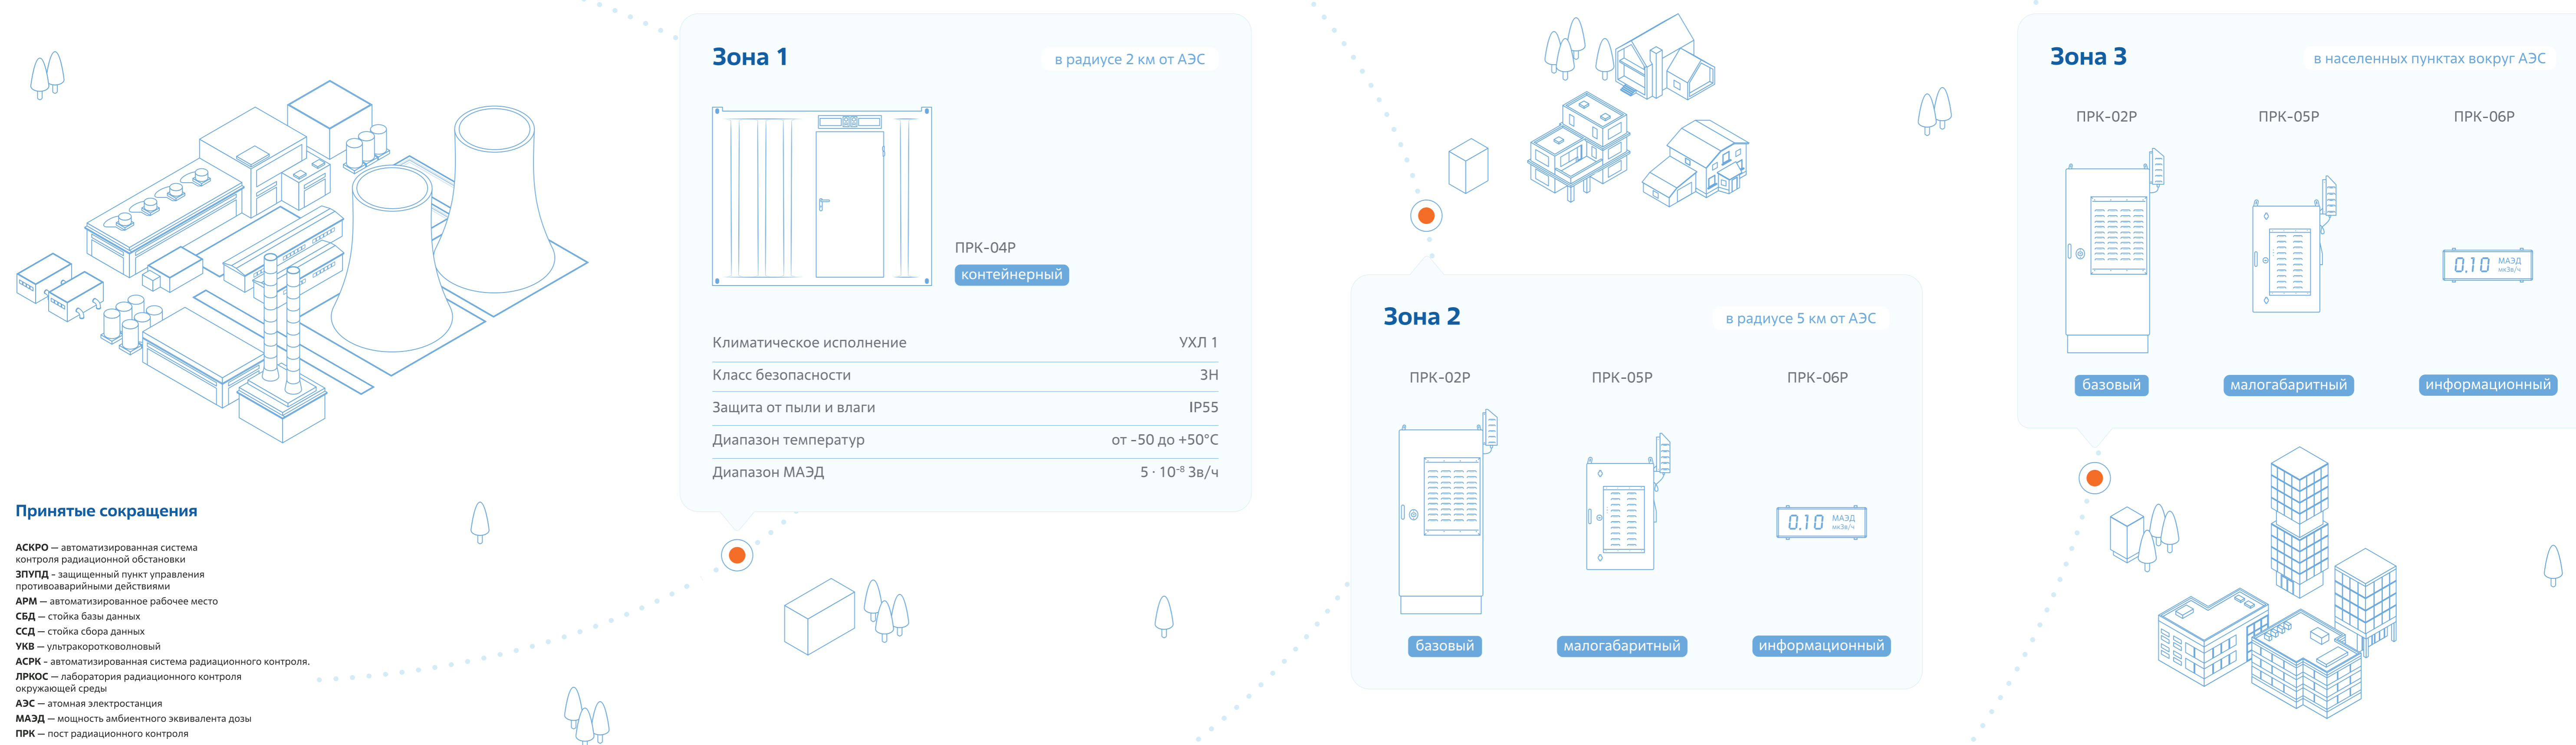 Принятые сокращения
АСКРО — автоматизированная система
контроля радиационной обстановки
ЗПУПД - защищенный пункт управления
противоаварийными действиями
АРМ — автоматизированное рабочее место
СБД — стойка базы данных
ССД — стойка сбора данных
УКВ — ультракоротковолновый
АСРК - автоматизированная система радиационного контроля.
ЛРКОС — лаборатория радиационного контроля
окружающей среды
АЭС — атомная электростанция
МАЭД — мощность амбиентного эквивалента дозы
ПРК — пост радиационного контроля
Зона 1
в радиусе 2 км от АЭС
ПРК-04Р
контейнерный
Климатическое исполнение УХЛ 1
Класс безопасности 3Н
Защита от пыли и влаги IP55
Диапазон температур от -50 до +50°C
Диапазон МАЭД 5 · 10⁻⁸ Зв/ч
Зона 2
в радиусе 5 км от АЭС
ПРК-02Р ПРК-05Р ПРК-06Р
0.10 МАЭД
мкЗв/ч
базовый малогабаритный информационный
Зона 3
в населенных пунктах вокруг АЭС
ПРК-02Р ПРК-05Р ПРК-06Р
0.10 МАЭД
мкЗв/ч
базовый малогабаритный информационный